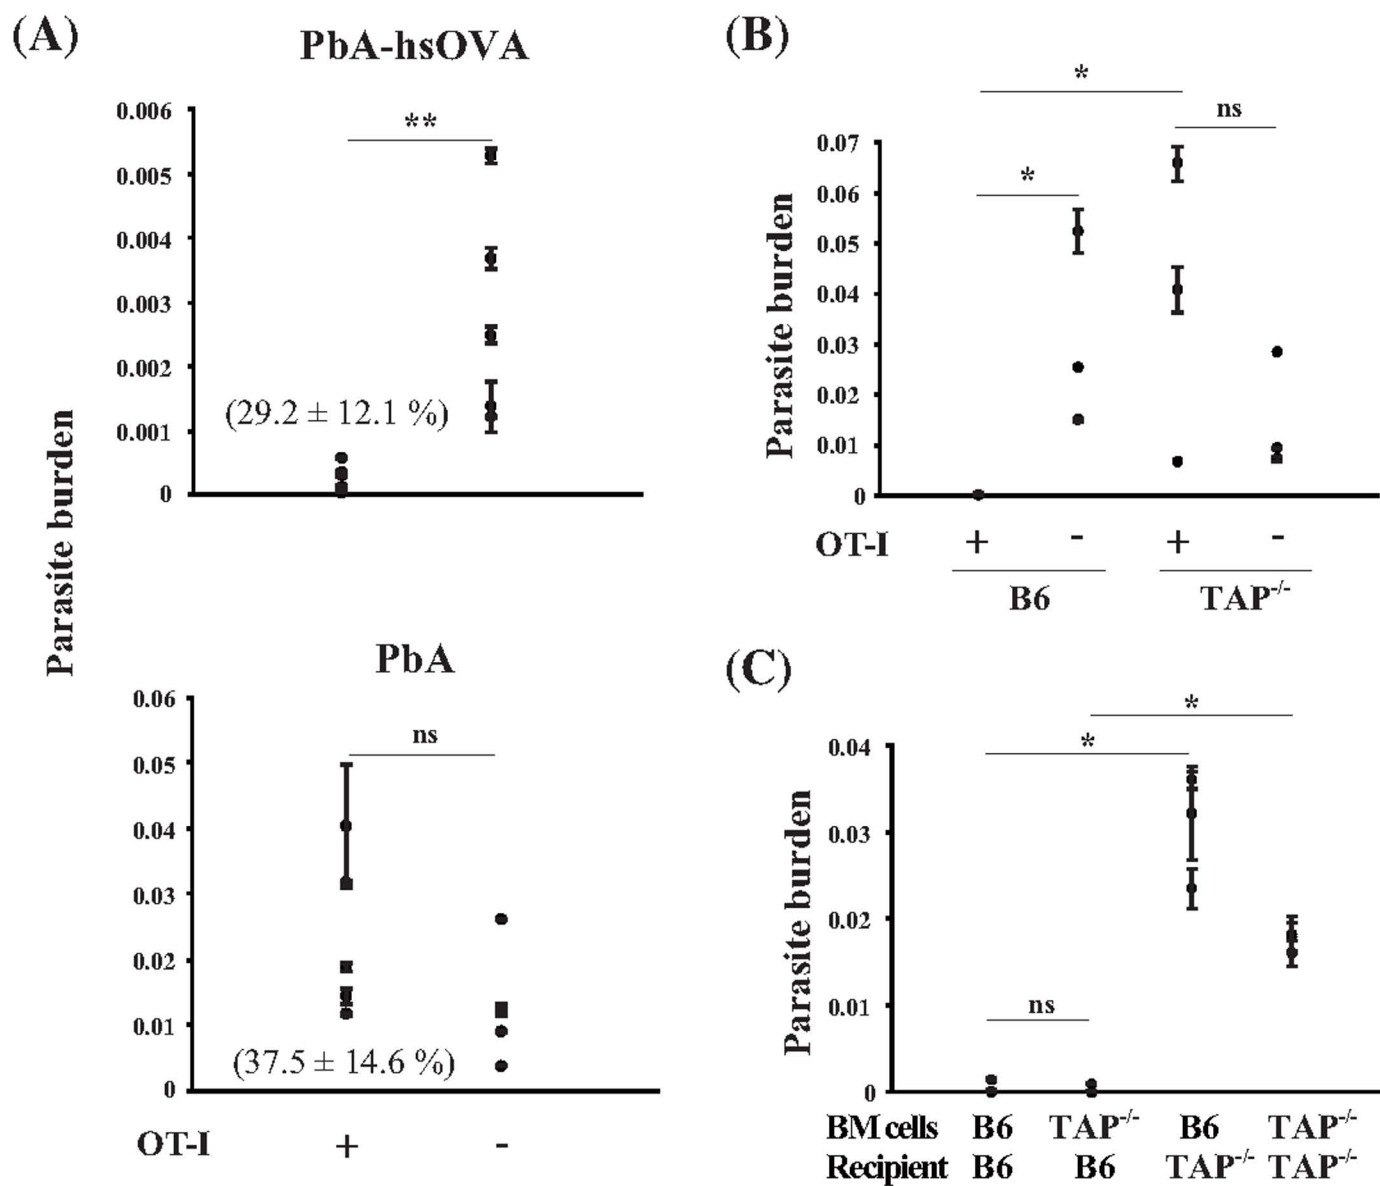 (A)
PbA-hsOVA
Parasite burden
0.006
0.005
0.004
0.003
0.002
0.001
0
**
(29.2 ± 12.1 %)
PbA
0.06
0.05
0.04
0.03
0.02
0.01
0
ns
(37.5 ± 14.6 %)
OT-I + -
(B)
Parasite burden
0.07
0.06
0.05
0.04
0.03
0.02
0.01
0
*
ns
*
OT-I + - + -
B6 TAP-/-
(C)
Parasite burden
0.04
0.03
0.02
0.01
0
*
*
ns
BM cells B6 TAP-/- B6 TAP-/-
Recipient B6 B6 TAP-/- TAP-/-